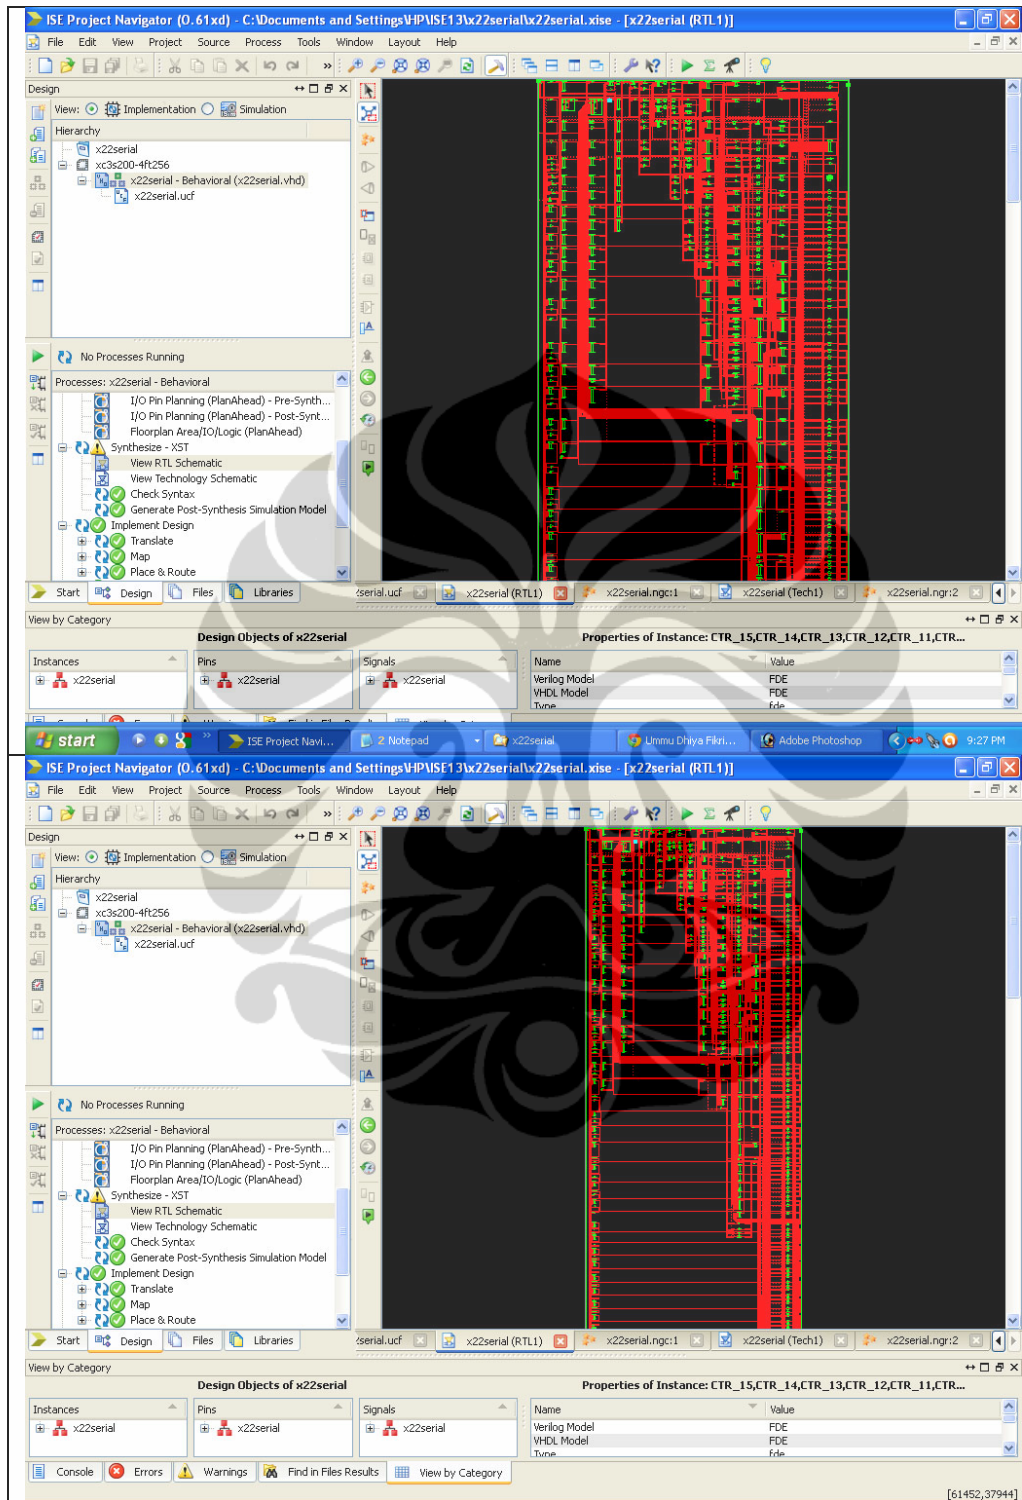 ISE Project Navigator (O.61xd) - C:\Documents and Settings\HP\ISE13\x22serial\x22serial.xise - [x22serial (RTL1)]
File Edit View Project Source Process Tools Window Layout Help
Design
View: Implementation Simulation
Hierarchy
x22serial
xc3s200-4ft256
x22serial - Behavioral (x22serial.vhd)
x22serial.ucf
No Processes Running
Processes: x22serial - Behavioral
I/O Pin Planning (PlanAhead) - Pre-Synth...
I/O Pin Planning (PlanAhead) - Post-Synt...
Floorplan Area/IO/Logic (PlanAhead)
Synthesize - XST
View RTL Schematic
View Technology Schematic
Check Syntax
Generate Post-Synthesis Simulation Model
Implement Design
Translate
Map
Place & Route
Start Design Files Libraries
:serial.ucf x22serial (RTL1) x22serial.ngc:1 x22serial (Tech1) x22serial.ngr:2
View by Category
Design Objects of x22serial Properties of Instance: CTR_15,CTR_14,CTR_13,CTR_12,CTR_11,CTR...
Instances Pins Signals Name Value
x22serial x22serial x22serial Verilog Model FDE
VHDL Model FDE
Type fde
start ISE Project Navi... 2 Notepad x22serial Ummu Dhiya Fikri... Adobe Photoshop 9:27 PM
ISE Project Navigator (O.61xd) - C:\Documents and Settings\HP\ISE13\x22serial\x22serial.xise - [x22serial (RTL1)]
File Edit View Project Source Process Tools Window Layout Help
Design
View: Implementation Simulation
Hierarchy
x22serial
xc3s200-4ft256
x22serial - Behavioral (x22serial.vhd)
x22serial.ucf
No Processes Running
Processes: x22serial - Behavioral
I/O Pin Planning (PlanAhead) - Pre-Synth...
I/O Pin Planning (PlanAhead) - Post-Synt...
Floorplan Area/IO/Logic (PlanAhead)
Synthesize - XST
View RTL Schematic
View Technology Schematic
Check Syntax
Generate Post-Synthesis Simulation Model
Implement Design
Translate
Map
Place & Route
Start Design Files Libraries
:serial.ucf x22serial (RTL1) x22serial.ngc:1 x22serial (Tech1) x22serial.ngr:2
View by Category
Design Objects of x22serial Properties of Instance: CTR_15,CTR_14,CTR_13,CTR_12,CTR_11,CTR...
Instances Pins Signals Name Value
x22serial x22serial x22serial Verilog Model FDE
VHDL Model FDE
Type fde
Console Errors Warnings Find in Files Results View by Category
[61452,37944]